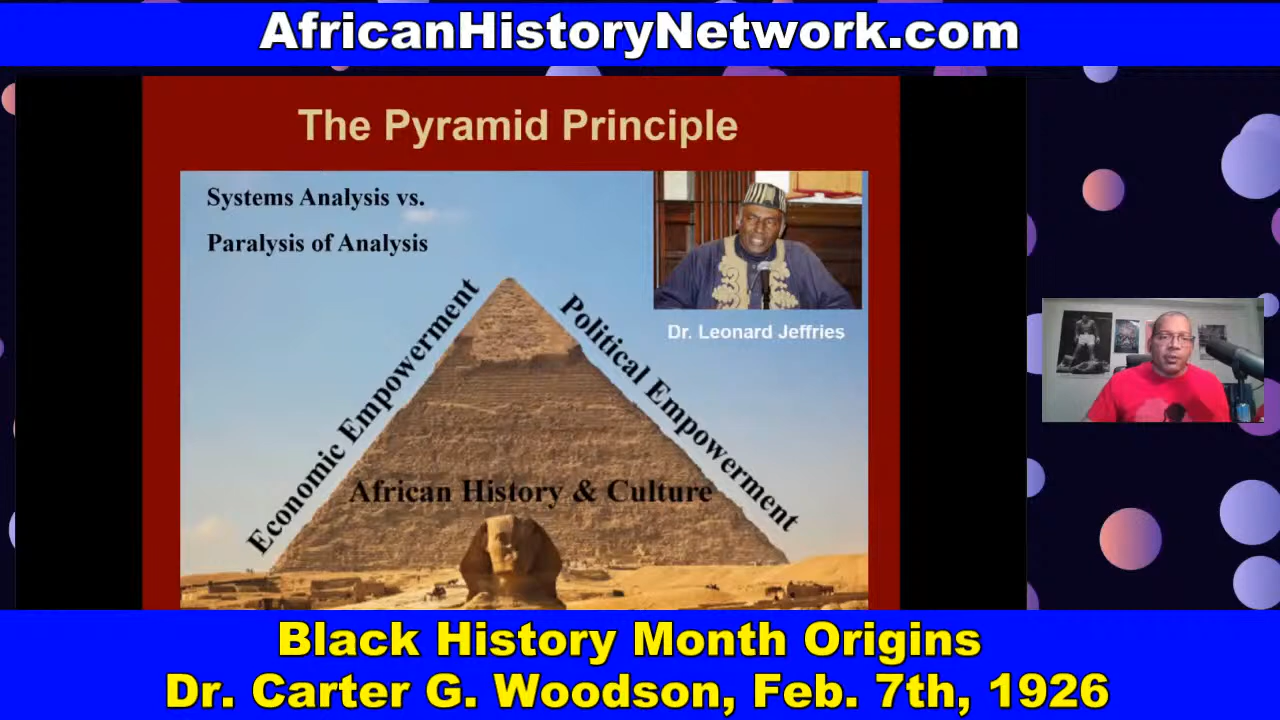 AfricanHistoryNetwork.com
The Pyramid Principle
Systems Analysis vs.
Paralysis of Analysis
Dr. Leonard Jeffries
Economic Empowerment
Political Empowerment
African History & Culture
Black History Month Origins
Dr. Carter G. Woodson, Feb. 7th, 1926